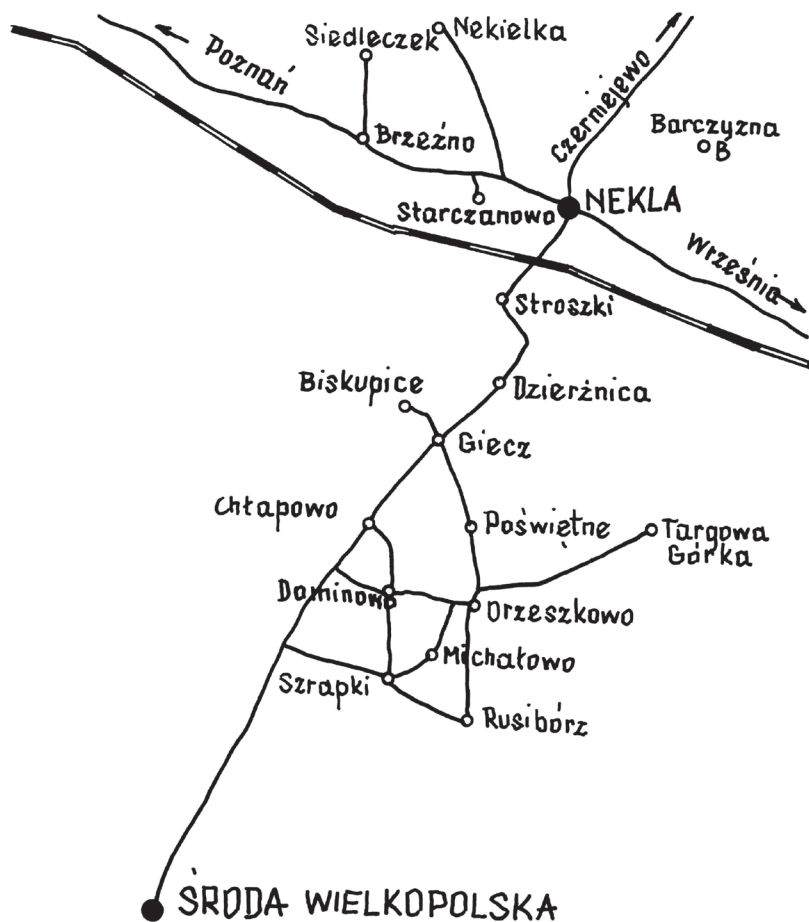 Siedleczek
Nekielka
Poznań
Czerniejewo
Barczyzna
B
Brzeźno
Starczanowo
NEKLA
Września
Stroszki
Biskupice
Dzierżnica
Giecz
Chłapowo
Poświętne
Targowa
Górka
Dominowo
Orzeszkowo
Michałowo
Szrapki
Rusibórz
ŚRODA WIELKOPOLSKA